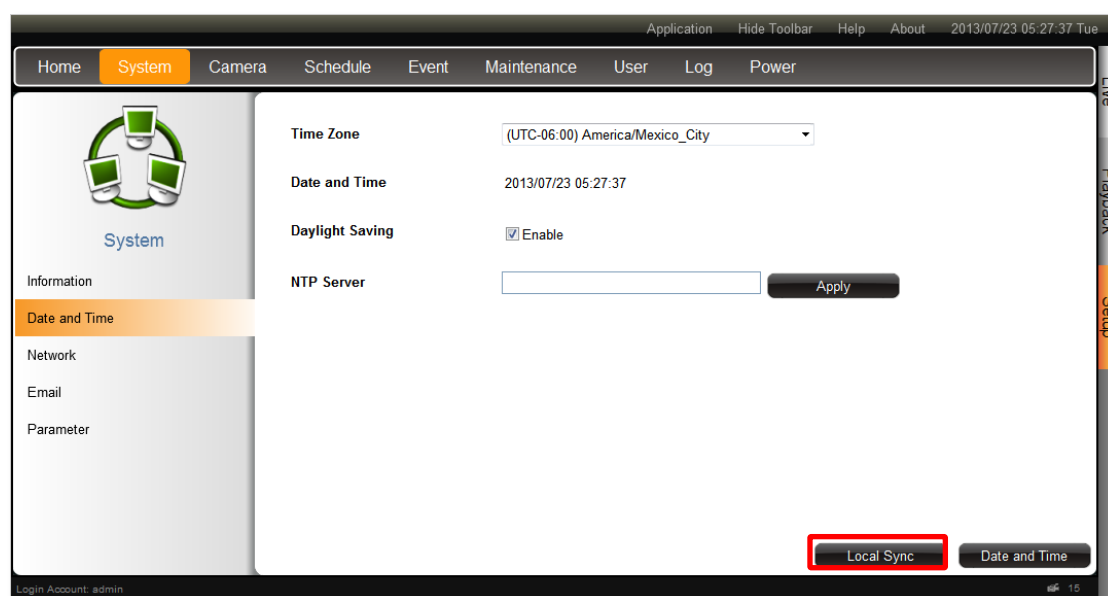 Application Hide Toolbar Help About 2013/07/23 05:27:37 Tue
Home System Camera Schedule Event Maintenance User Log Power
Live
Playback
Setup
System
Information
Date and Time
Network
Email
Parameter
Time Zone (UTC-06:00) America/Mexico_City
Date and Time 2013/07/23 05:27:37
Daylight Saving Enable
NTP Server Apply
Local Sync Date and Time
Login Account: admin 15